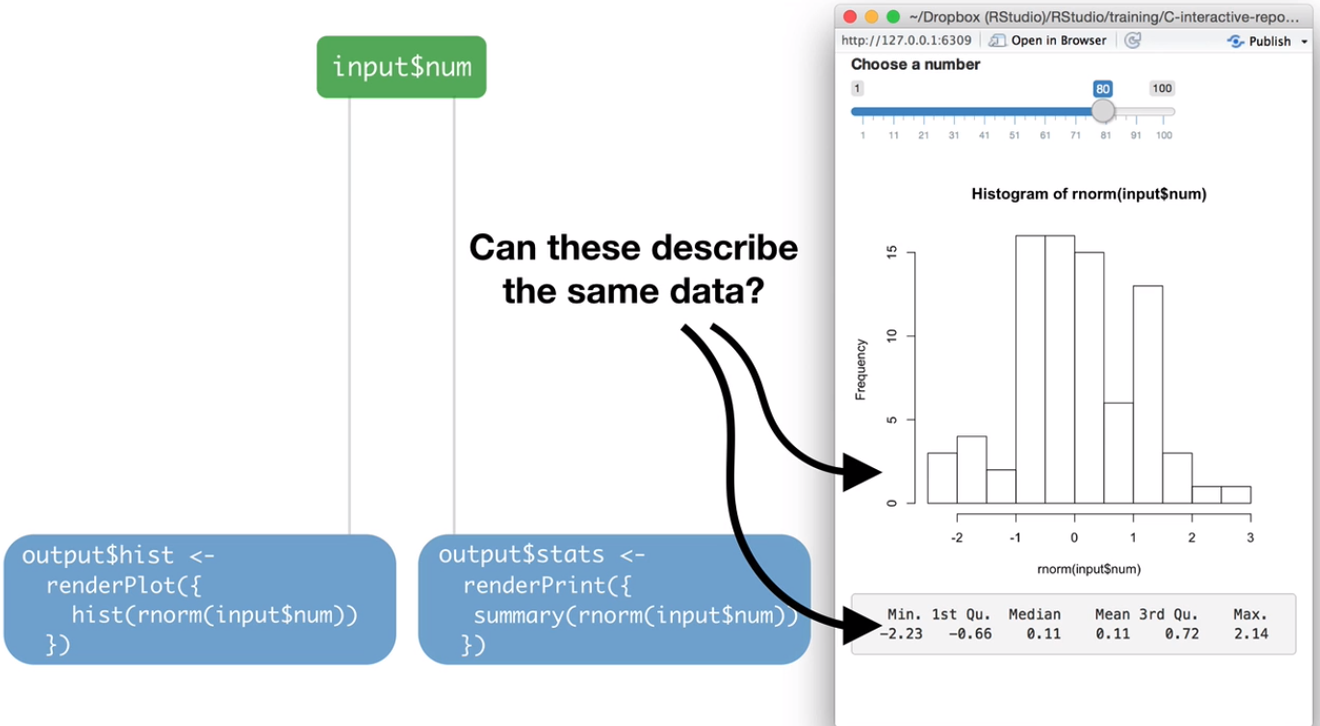 input$num
Can these describe
the same data?
output$hist <-
renderPlot({
hist(rnorm(input$num))
})
output$stats <-
renderPrint({
summary(rnorm(input$num))
})
~/Dropbox (RStudio)/RStudio/training/C-interactive-repo...
http://127.0.0.1:6309 Open in Browser Publish
Choose a number
1 80 100
1 11 21 31 41 51 61 71 81 91 100
Histogram of rnorm(input$num)
Frequency
15
10
5
0
-2 -1 0 1 2 3
rnorm(input$num)
Min. 1st Qu. Median Mean 3rd Qu. Max.
-2.23 -0.66 0.11 0.11 0.72 2.14